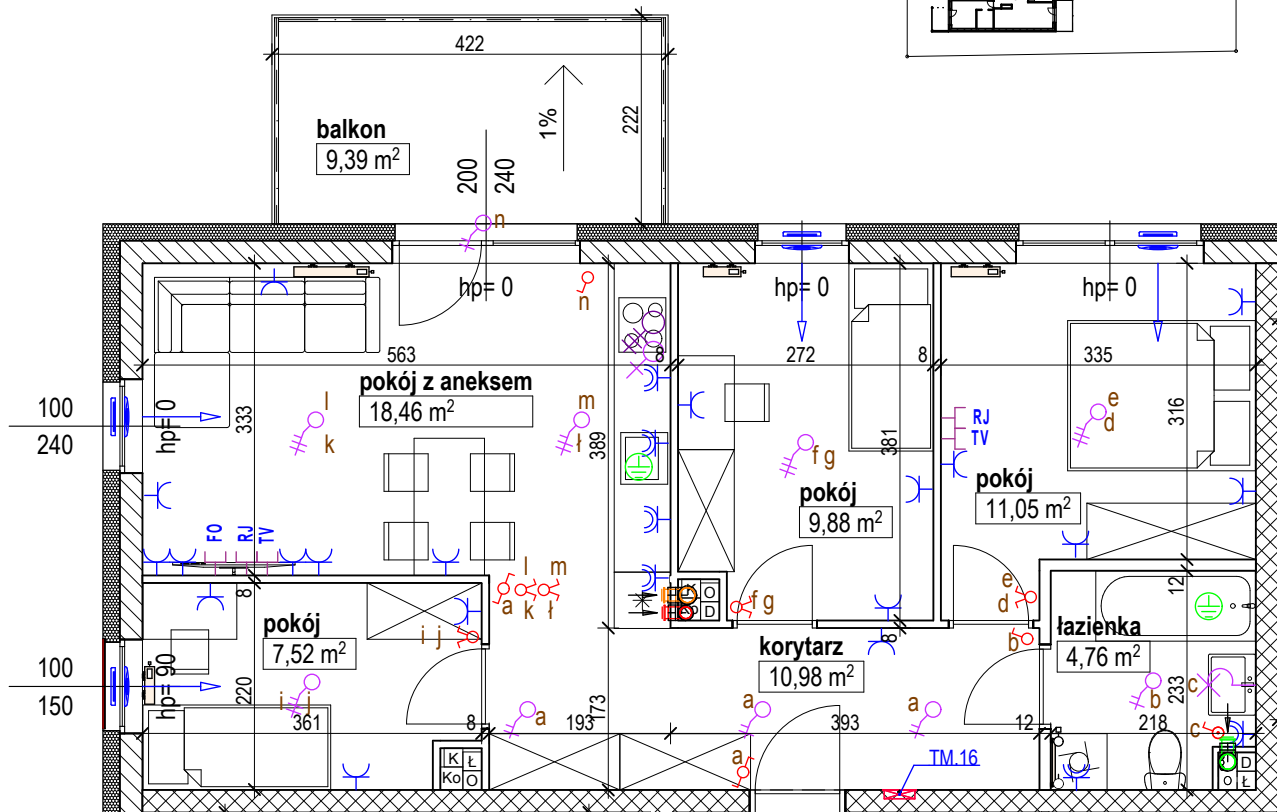 422
balkon
9,39 m²
1%
222
200
240
n
hp= 0
hp= 0
hp= 0
n
563
8
272
8
335
pokój z aneksem
18,46 m²
100
240
hp= 0
333
l
k
m
ł
389
381
316
f g
e
d
RJ
TV
pokój
9,88 m²
pokój
11,05 m²
FO
RJ
TV
8
l
m
a
k
ł
f g
e
d
12
K
O
P
D
pokój
7,52 m²
i j
8
b
łazienka
4,76 m²
korytarz
10,98 m²
100
150
hp= 90
220
i j
233
b
c
361
8
a
193
173
a
a
393
12
218
c
a
TM.16
K
Ł
Ko
O
D
O
Ł